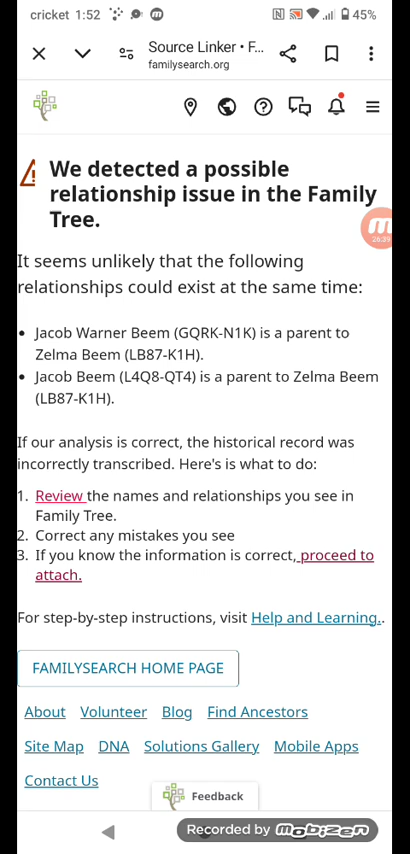 cricket 1:52
45%
Source Linker • F...
familysearch.org
We detected a possible
relationship issue in the Family
Tree.
26:39
It seems unlikely that the following
relationships could exist at the same time:
• Jacob Warner Beem (GQRK-N1K) is a parent to
Zelma Beem (LB87-K1H).
• Jacob Beem (L4Q8-QT4) is a parent to Zelma Beem
(LB87-K1H).
If our analysis is correct, the historical record was
incorrectly transcribed. Here's is what to do:
1. Review the names and relationships you see in
Family Tree.
2. Correct any mistakes you see
3. If you know the information is correct, proceed to
attach.
For step-by-step instructions, visit Help and Learning..
FAMILYSEARCH HOME PAGE
About Volunteer Blog Find Ancestors
Site Map DNA Solutions Gallery Mobile Apps
Contact Us
Feedback
Recorded by mobizen